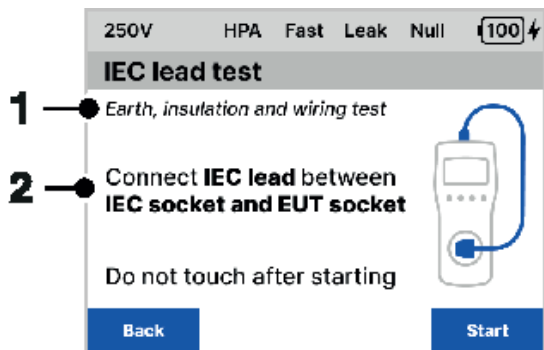 250V HPA Fast Leak Null 100
IEC lead test
1
Earth, insulation and wiring test
2
Connect IEC lead between
IEC socket and EUT socket
Do not touch after starting
Back Start